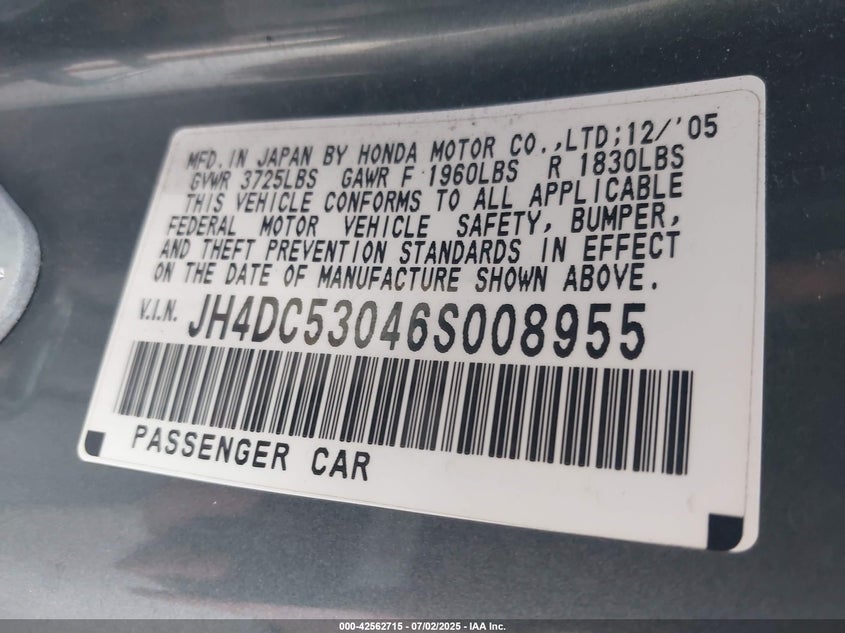 MFD.IN JAPAN BY HONDA MOTOR CO.,LTD;12/'05
GVWR 3725LBS GAWR F 1960LBS R 1830LBS
THIS VEHICLE CONFORMS TO ALL APPLICABLE
FEDERAL MOTOR VEHICLE SAFETY, BUMPER,
AND THEFT PREVENTION STANDARDS IN EFFECT
ON THE DATE OF MANUFACTURE SHOWN ABOVE.
V.I.N. JH4DC53046S008955
PASSENGER CAR
000-42562715 - 07/02/2025 - IAA Inc.